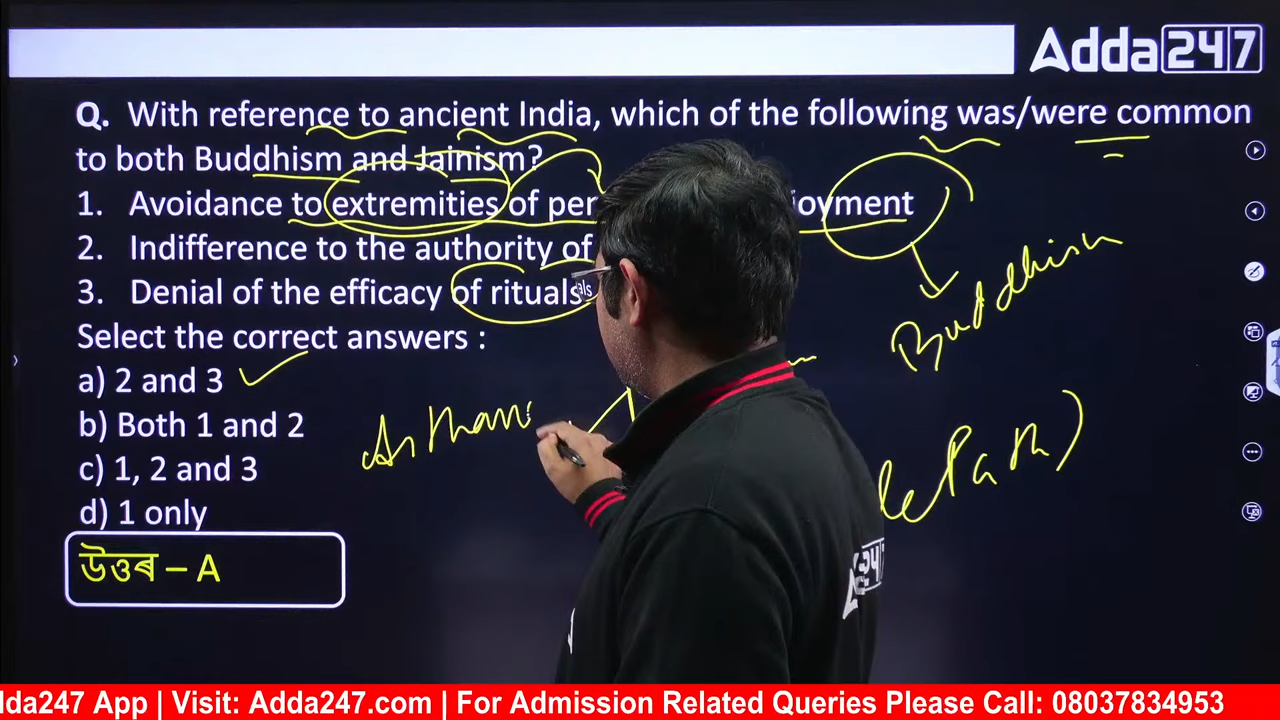 Adda247
Q. With reference to ancient India, which of the following was/were common
to both Buddhism and Jainism?
1. Avoidance to extremities of
2. Indifference to the authority of
3. Denial of the efficacy of rituals
Buddhism
Select the correct answers :
a) 2 and 3
b) Both 1 and 2
c) 1, 2 and 3
Path)
d) 1 only
উত্তৰ – A
App | Visit: Adda247.com | For Admission Related Queries Please Call: 08037834953